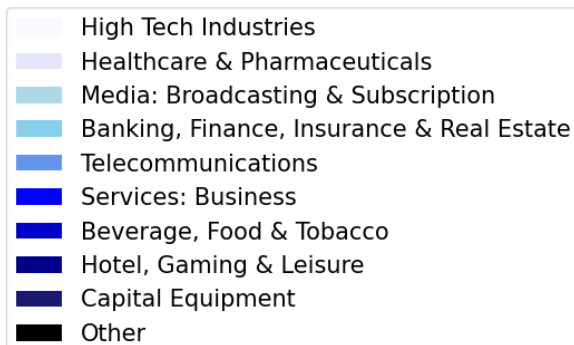 High Tech Industries
Healthcare & Pharmaceuticals
Media: Broadcasting & Subscription
Banking, Finance, Insurance & Real Estate
Telecommunications
Services: Business
Beverage, Food & Tobacco
Hotel, Gaming & Leisure
Capital Equipment
Other